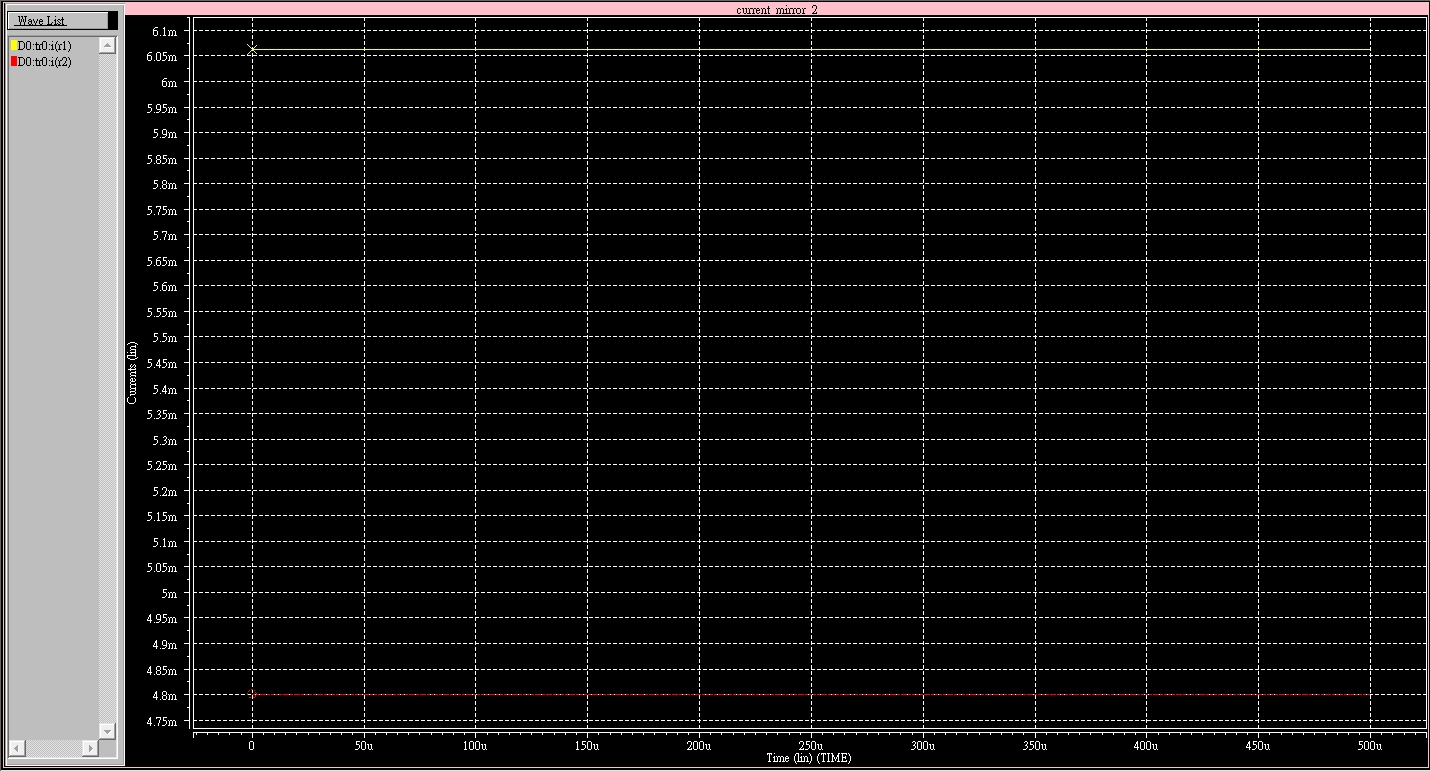 current mirror 2
Wave List
D0:tr0:i(r1)
D0:tr0:i(r2)
6.1m
6.05m
6m
5.95m
5.9m
5.85m
5.8m
5.75m
5.7m
5.65m
5.6m
5.55m
5.5m
5.45m
5.4m
5.35m
5.3m
5.25m
5.2m
5.15m
5.1m
5.05m
5m
4.95m
4.9m
4.85m
4.8m
4.75m
Currents (lin)
0 50u 100u 150u 200u 250u 300u 350u 400u 450u 500u
Time (lin) (TIME)